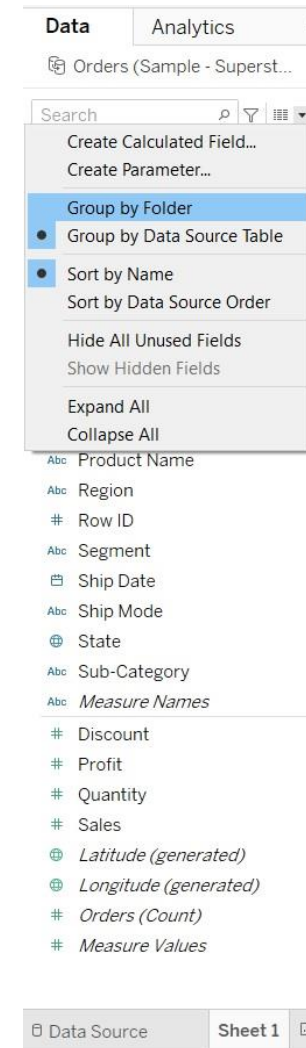 Data Analytics
Orders (Sample - Superst...
Search
Create Calculated Field...
Create Parameter...
Group by Folder
Group by Data Source Table
Sort by Name
Sort by Data Source Order
Hide All Unused Fields
Show Hidden Fields
Expand All
Collapse All
Abc Product Name
Abc Region
# Row ID
Abc Segment
Ship Date
Abc Ship Mode
State
Abc Sub-Category
Abc Measure Names
# Discount
# Profit
# Quantity
# Sales
Latitude (generated)
Longitude (generated)
# Orders (Count)
# Measure Values
Data Source Sheet 1